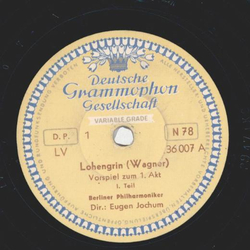 Deutsche
Grammophon
Gesellschaft
VARIABLE GRADE
D. P.
1
N 78
LV
36 007 A
Lohengrin (Wagner)
Vorspiel zum 1. Akt
1. Teil
Berliner Philharmoniker
Dir.: Eugen Jochum